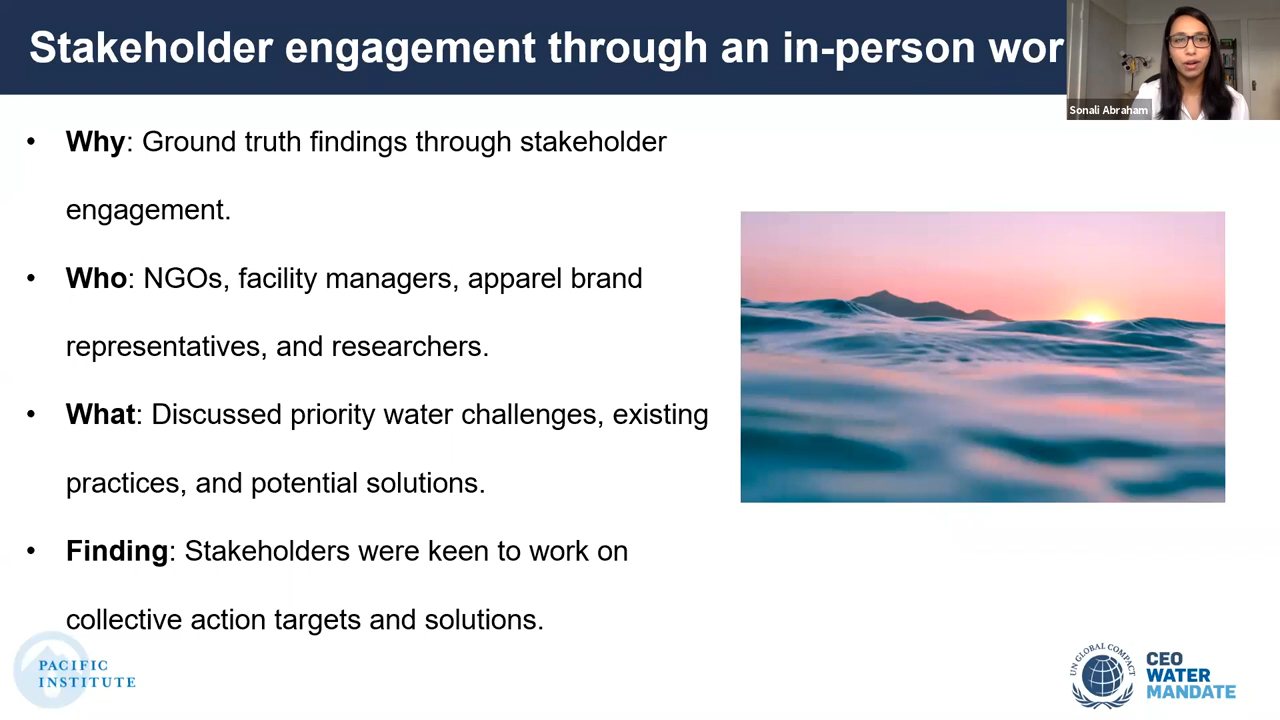 Stakeholder engagement through an in-person wor
Sonali Abraham
• Why: Ground truth findings through stakeholder
engagement.
• Who: NGOs, facility managers, apparel brand
representatives, and researchers.
• What: Discussed priority water challenges, existing
practices, and potential solutions.
• Finding: Stakeholders were keen to work on
collective action targets and solutions.
PACIFIC
INSTITUTE
UN GLOBAL COMPACT
CEO
WATER
MANDATE